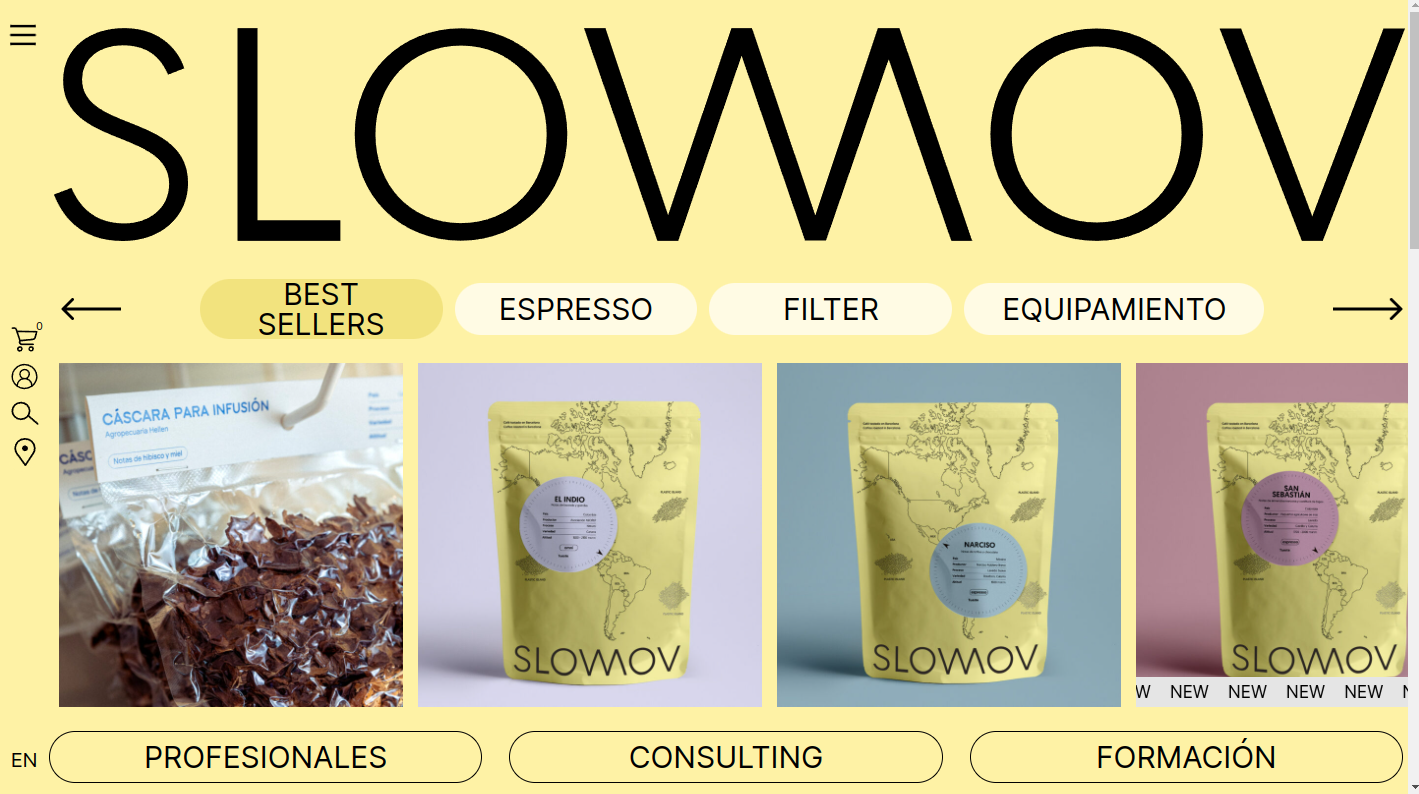 SLOWMOV
BEST
SELLERS
ESPRESSO
FILTER
EQUIPAMIENTO
0
CÁSCARA PARA INFUSIÓN
Agropecuaria Hellen
Notas de hibisco y miel
EL INDIO
SLOWMOV
NARCISO
SLOWMOV
SAN
SEBASTIÁN
SLOWMOV
NEW NEW NEW NEW
EN
PROFESIONALES
CONSULTING
FORMACIÓN